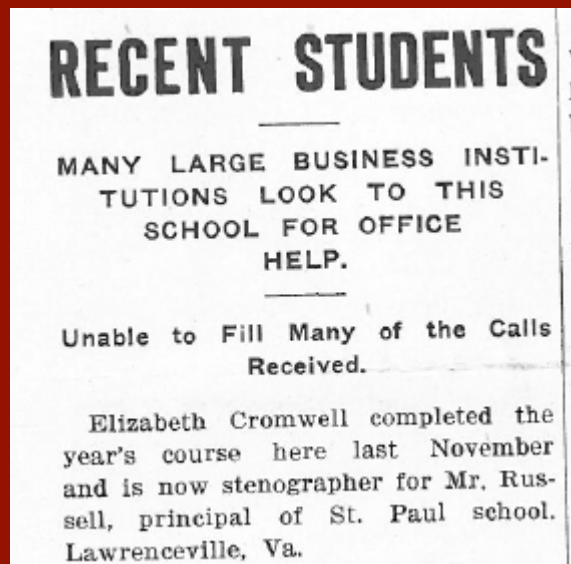 RECENT STUDENTS
MANY LARGE BUSINESS INSTI-
TUTIONS LOOK TO THIS
SCHOOL FOR OFFICE
HELP.
Unable to Fill Many of the Calls
Received.
Elizabeth Cromwell completed the
year's course here last November
and is now stenographer for Mr. Rus-
sell, principal of St. Paul school.
Lawrenceville, Va.